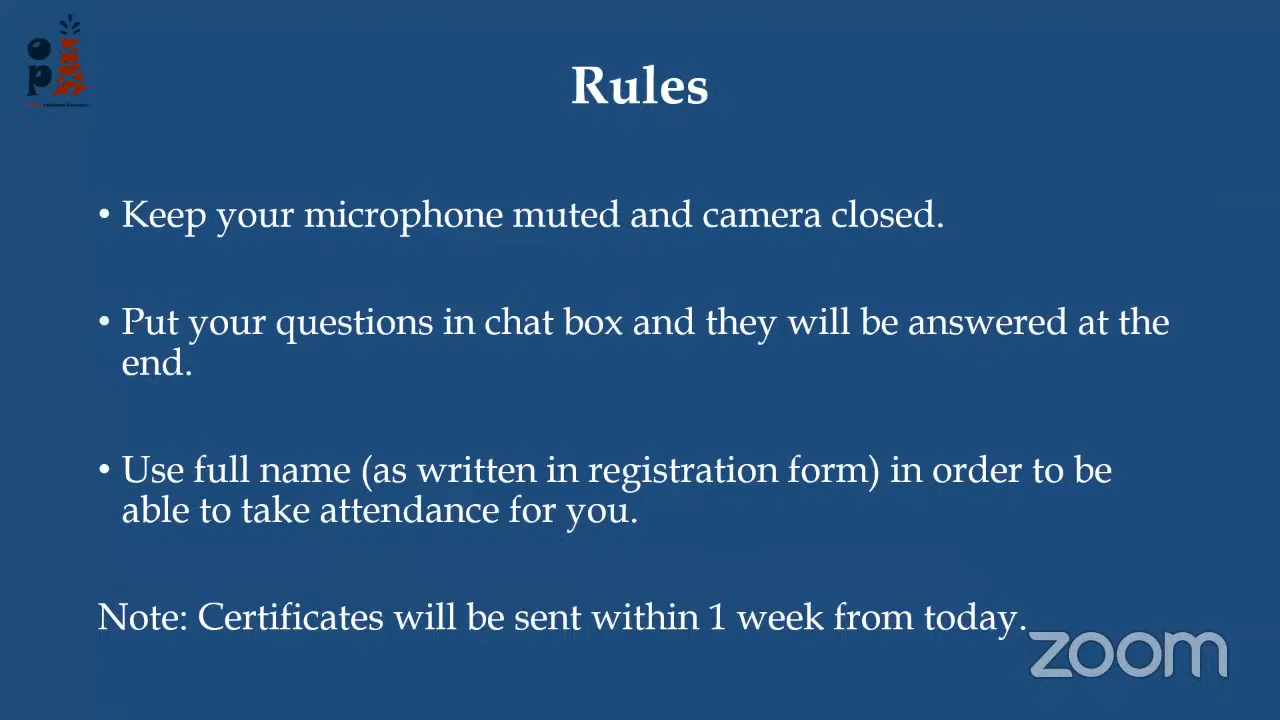 Rules
• Keep your microphone muted and camera closed.
• Put your questions in chat box and they will be answered at the
end.
• Use full name (as written in registration form) in order to be
able to take attendance for you.
Note: Certificates will be sent within 1 week from today.
zoom